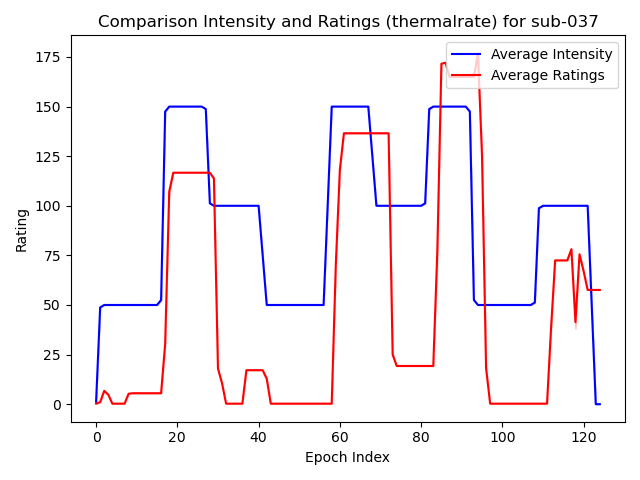 Comparison Intensity and Ratings (thermalrate) for sub-037
Average Intensity
Average Ratings
175
150
125
100
75
50
25
0
Rating
0 20 40 60 80 100 120
Epoch Index